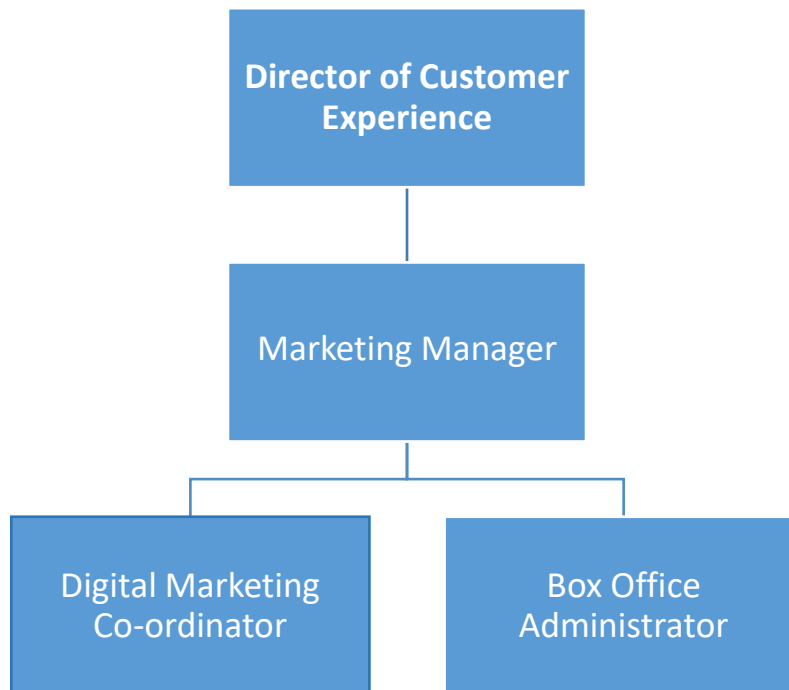 Director of Customer
Experience
Marketing Manager
Digital Marketing
Co-ordinator
Box Office
Administrator